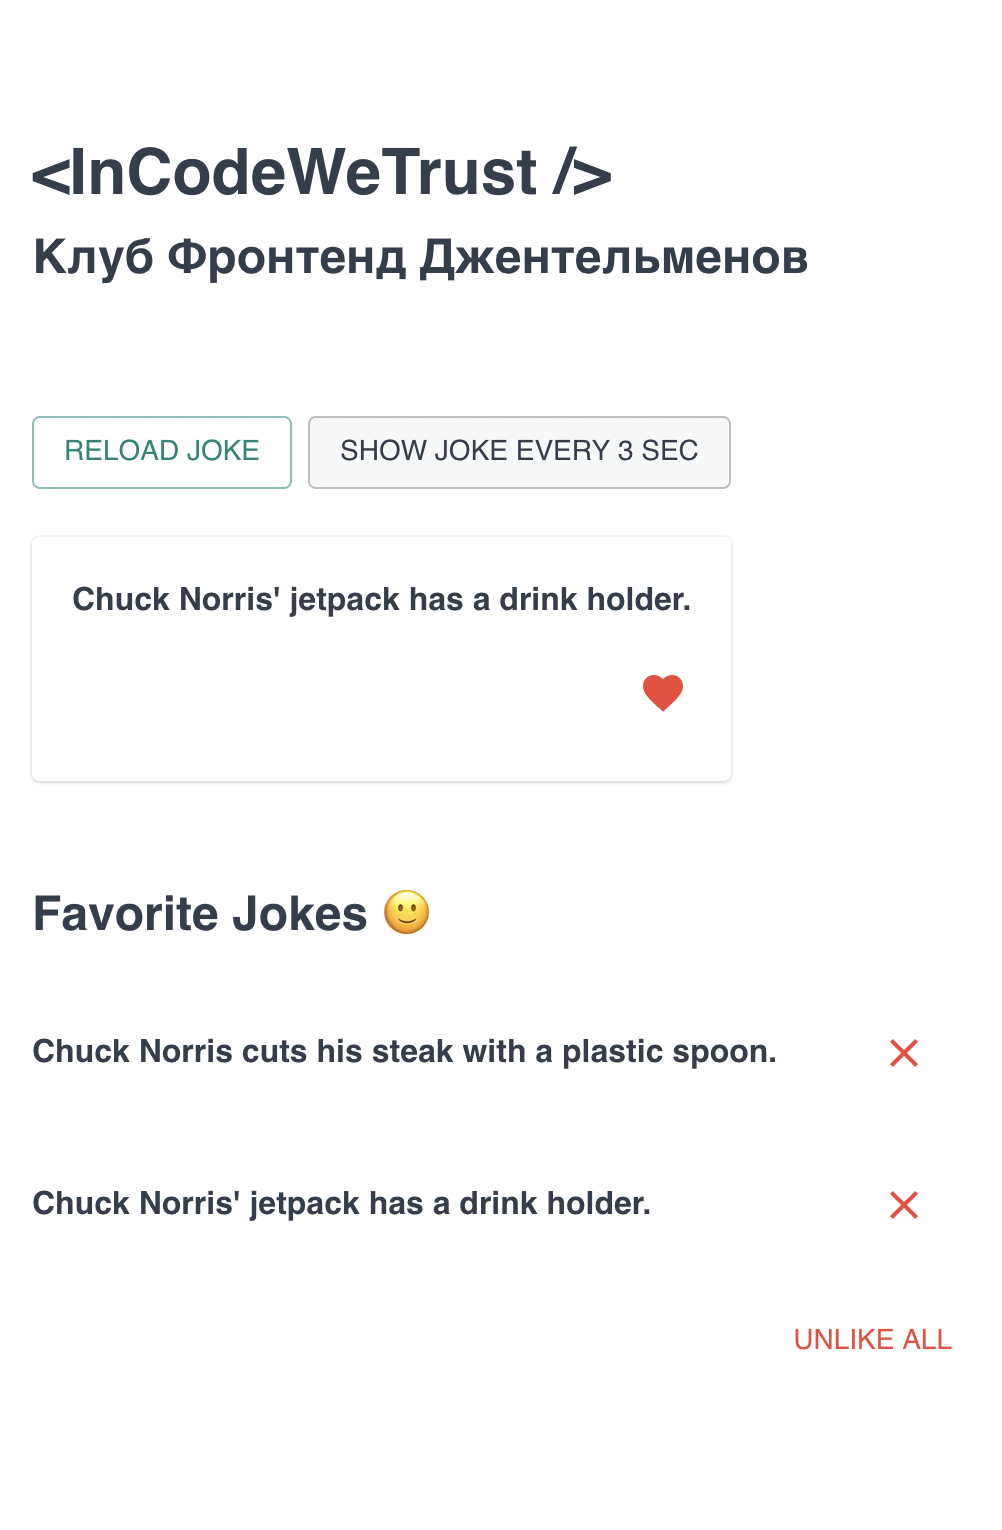 <InCodeWeTrust />
Клуб Фронтенд Джентельменов
RELOAD JOKE
SHOW JOKE EVERY 3 SEC
Chuck Norris' jetpack has a drink holder.
Favorite Jokes 🙂
Chuck Norris cuts his steak with a plastic spoon.
Chuck Norris' jetpack has a drink holder.
UNLIKE ALL